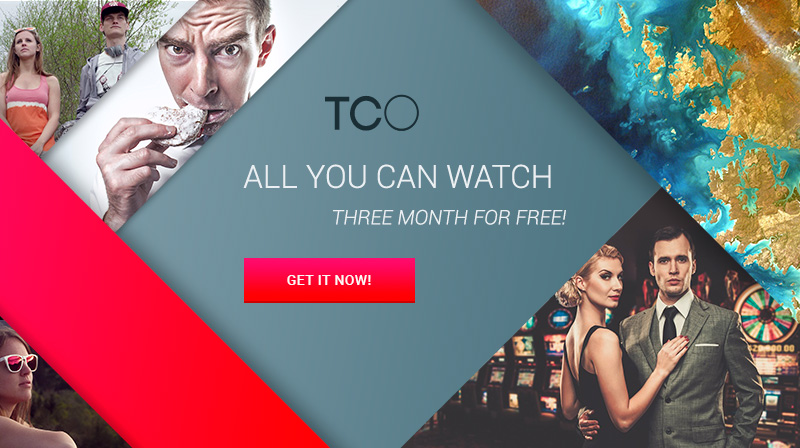 TCO
ALL YOU CAN WATCH
THREE MONTH FOR FREE!
GET IT NOW!